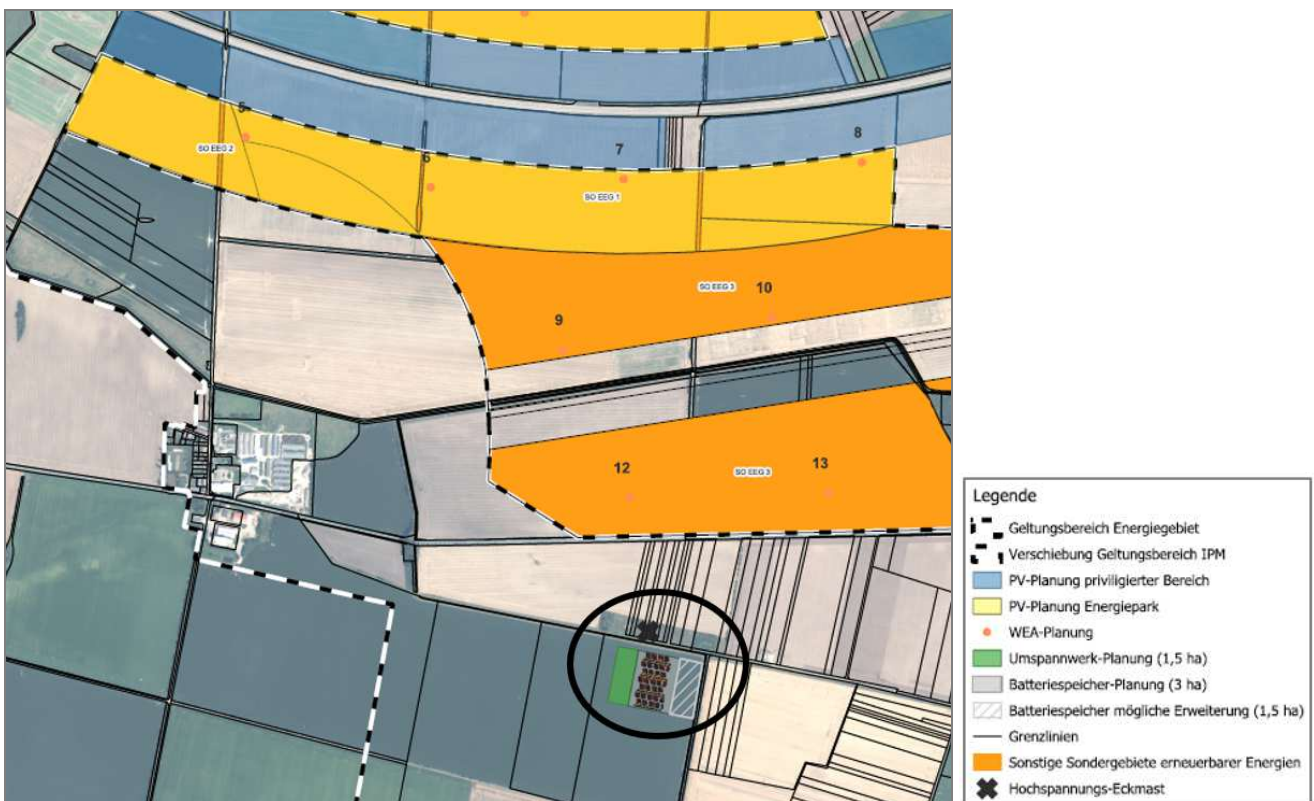 5
SO EEG 2
6
7
8
SO EEG 1
SO EEG 3
10
9
12
SO EEG 3
13
Legende
Geltungsbereich Energiegebiet
Verschiebung Geltungsbereich IPM
PV-Planung priviligierter Bereich
PV-Planung Energiepark
WEA-Planung
Umspannwerk-Planung (1,5 ha)
Batteriespeicher-Planung (3 ha)
Batteriespeicher mögliche Erweiterung (1,5 ha)
Grenzlinien
Sonstige Sondergebiete erneuerbarer Energien
Hochspannungs-Eckmast